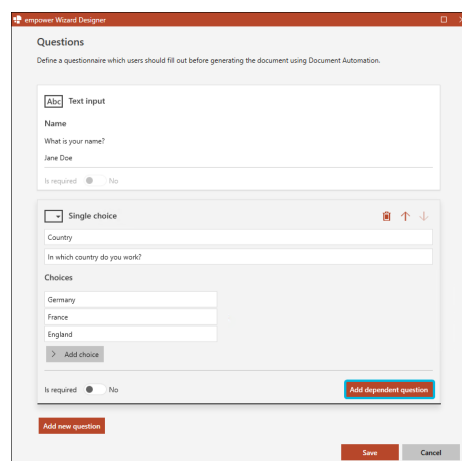 empower Wizard Designer
Questions
Define a questionnaire which users should fill out before generating the document using Document Automation.
Abc Text input
Name
What is your name?
Jane Doe
Is required No
Single choice
Country
In which country do you work?
Choices
Germany
France
England
Add choice
Is required No
Add dependent question
Add new question
Save Cancel